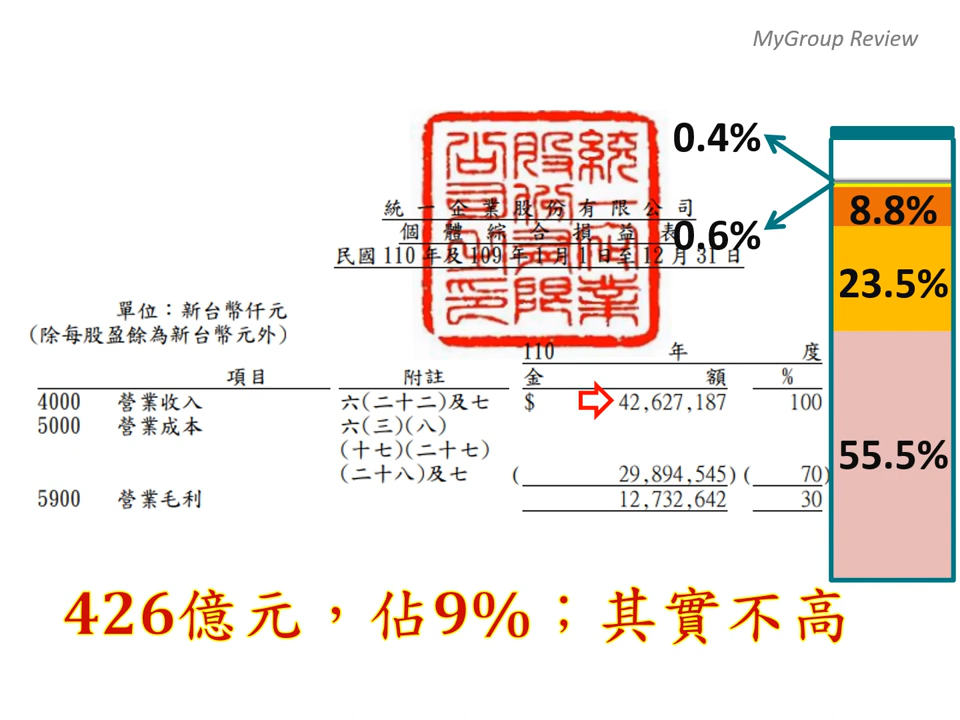 MyGroup Review
0.4%
統一企業股份有限公司
個體綜合損益表
0.6%
民國110年及109年1月1日至12月31日
8.8%
23.5%
55.5%
單位：新台幣仟元
(除每股盈餘為新台幣元外)
110 年 度
項目 附註 金 額 %
4000 營業收入 六(二十二)及七 $ 42,627,187 100
5000 營業成本 六(三)(八)
(十七)(二十七)
(二十八)及七 ( 29,894,545) ( 70)
5900 營業毛利 12,732,642 30
426億元，佔9%；其實不高